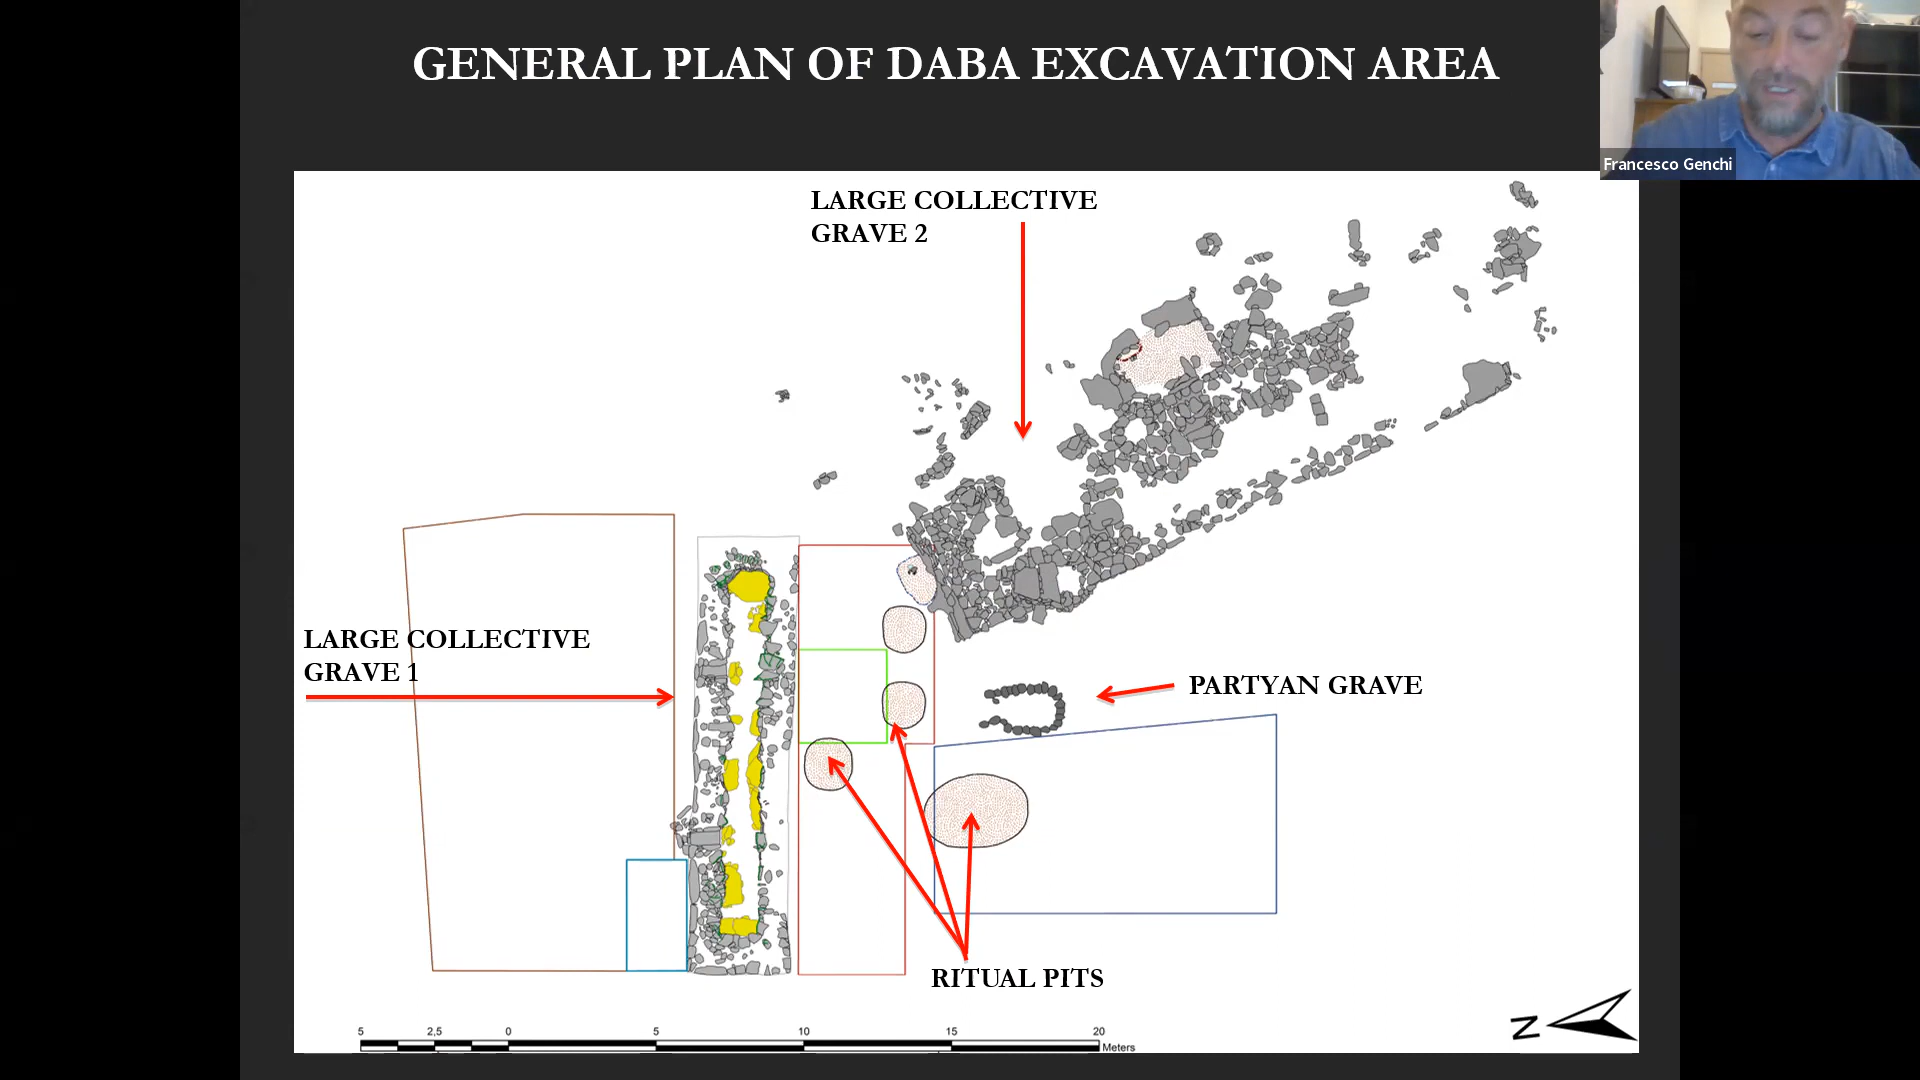 GENERAL PLAN OF DABA EXCAVATION AREA
Francesco Genchi
LARGE COLLECTIVE
GRAVE 2
LARGE COLLECTIVE
GRAVE 1
PARTYAN GRAVE
RITUAL PITS
5 2,5 0 5 10 15 20
Meters
N